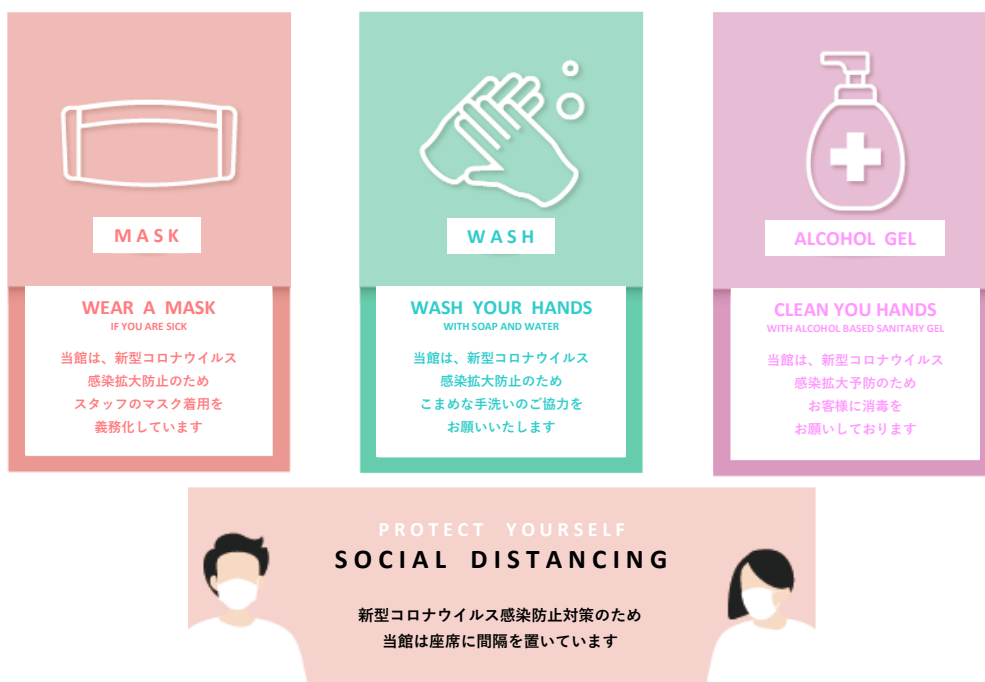 MASK
WEAR A MASK
IF YOU ARE SICK
当館は、新型コロナウイルス
感染拡大防止のため
スタッフのマスク着用を
義務化しています
WASH
WASH YOUR HANDS
WITH SOAP AND WATER
当館は、新型コロナウイルス
感染拡大防止のため
こまめな手洗いのご協力を
お願いいたします
ALCOHOL GEL
CLEAN YOU HANDS
WITH ALCOHOL BASED SANITARY GEL
当館は、新型コロナウイルス
感染拡大予防のため
お客様に消毒を
お願いしております
PROTECT YOURSELF
SOCIAL DISTANCING
新型コロナウイルス感染防止対策のため
当館は座席に間隔を置いています